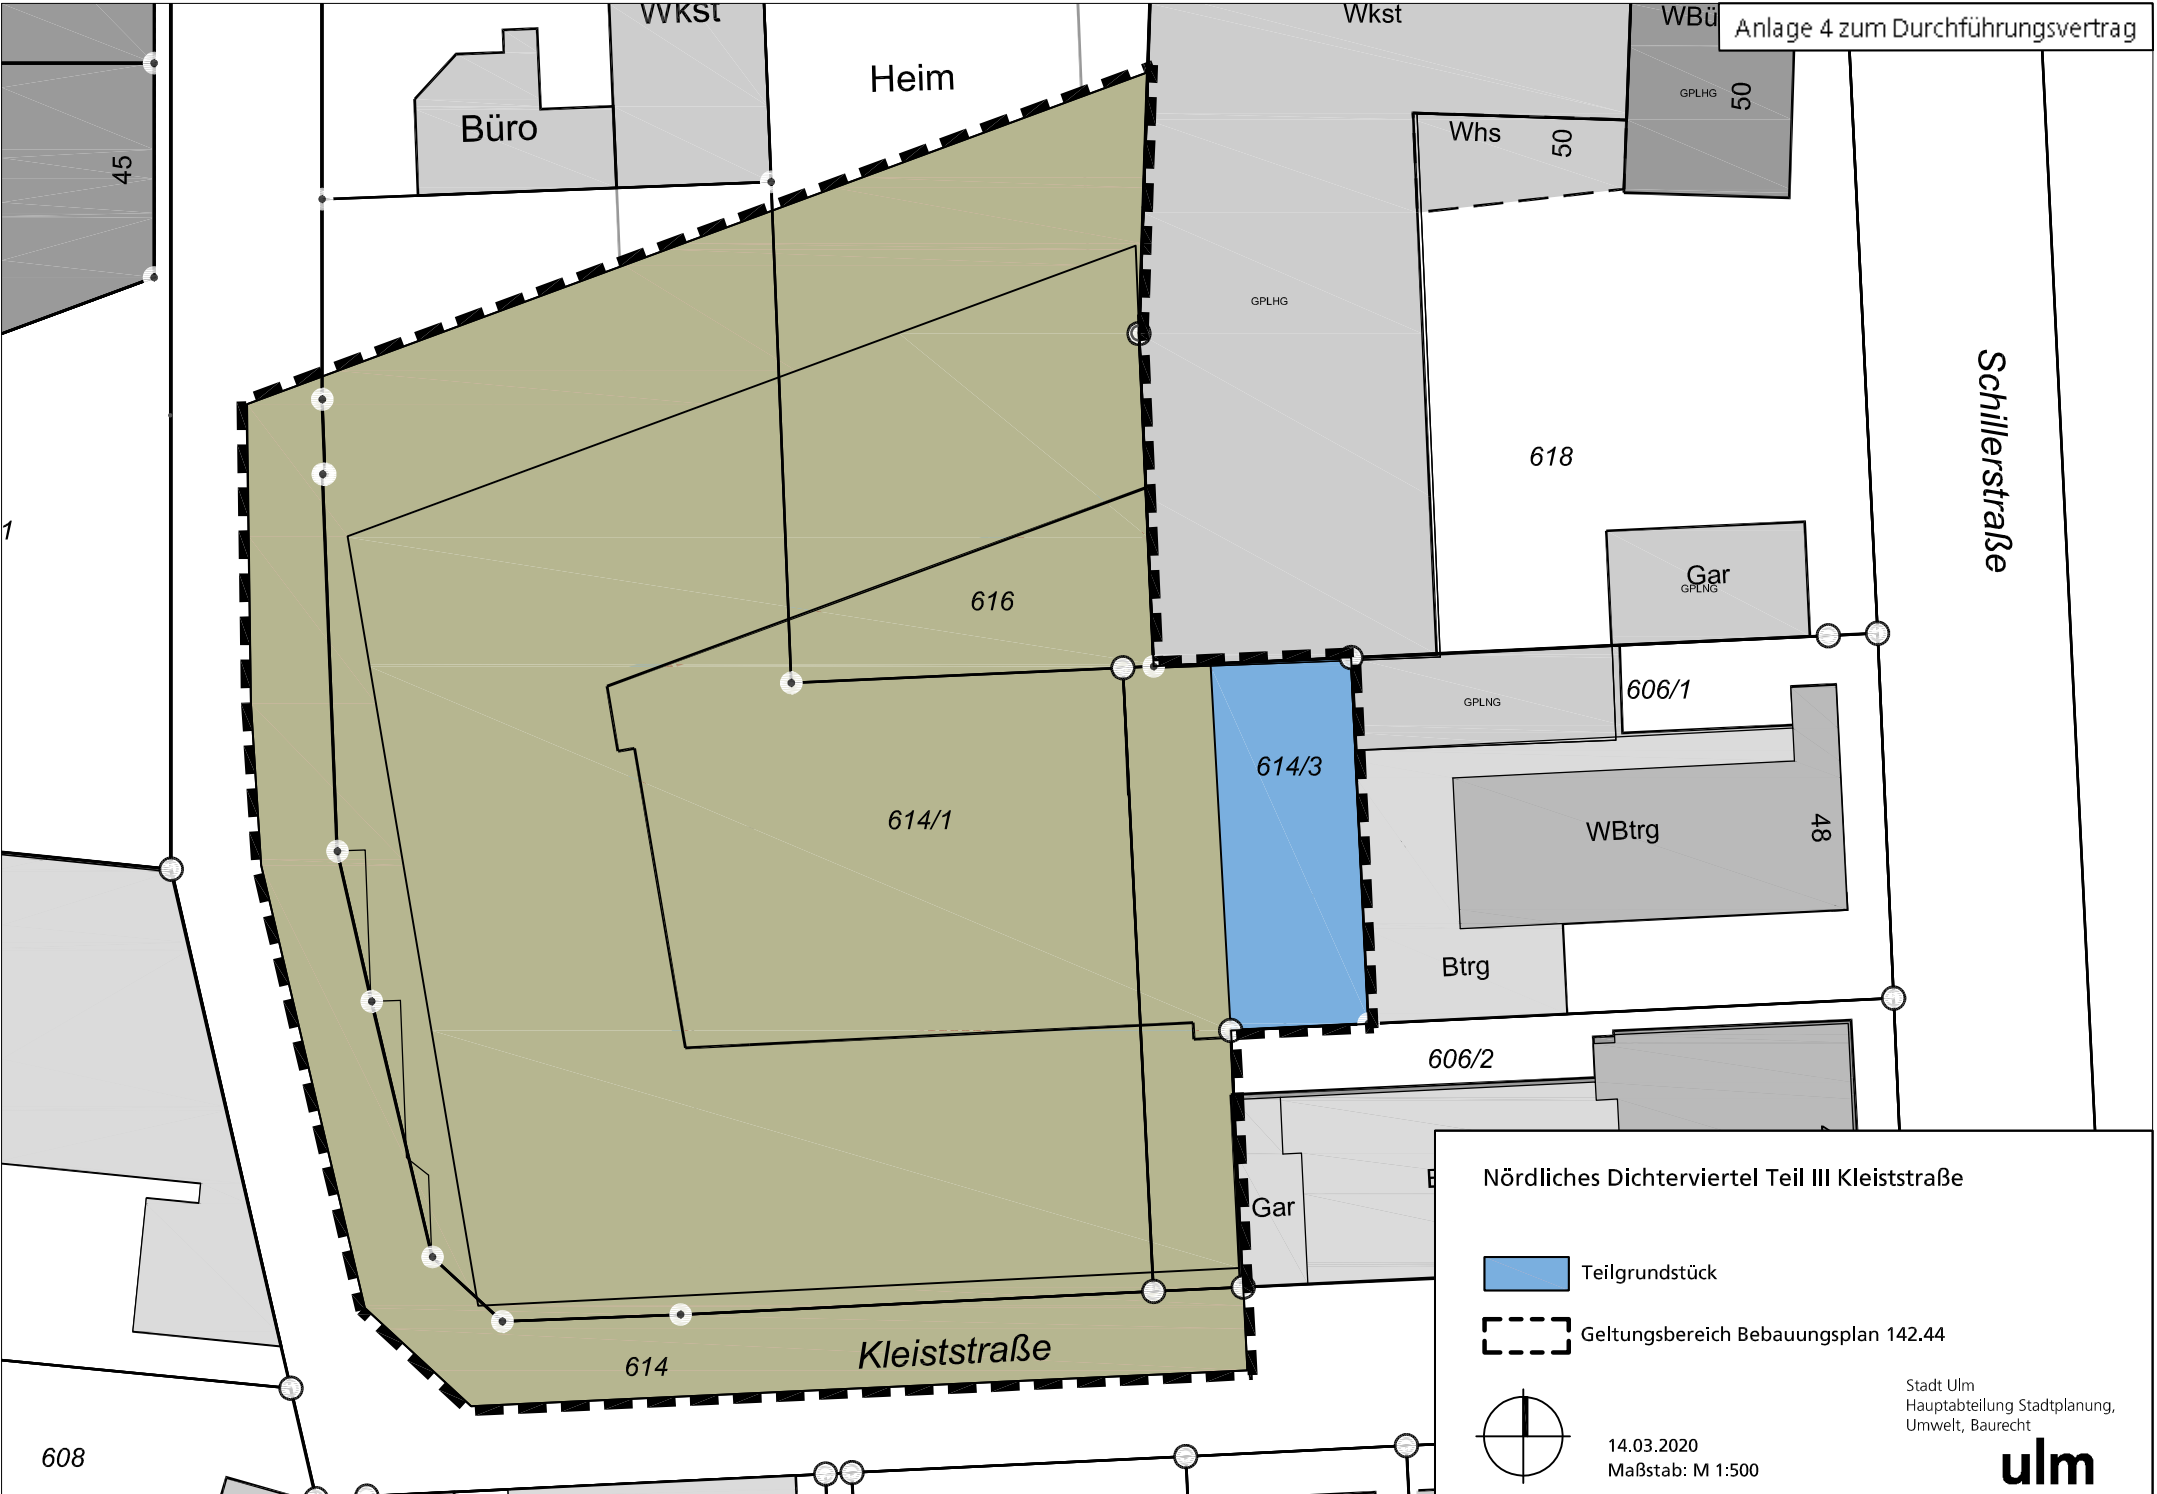 Anlage 4 zum Durchführungsvertrag
Wkst
Wkst
Heim
Büro
45
Whs
50
GPLHG
50
GPLHG
618
Schillerstraße
616
Gar
GPLNG
606/1
GPLNG
614/3
614/1
WBtrg
48
Btrg
606/2
Gar
Kleiststraße
614
608
1
Nördliches Dichterviertel Teil III Kleiststraße
Teilgrundstück
Geltungsbereich Bebauungsplan 142.44
Stadt Ulm
Hauptabteilung Stadtplanung,
Umwelt, Baurecht
14.03.2020
Maßstab: M 1:500
ulm